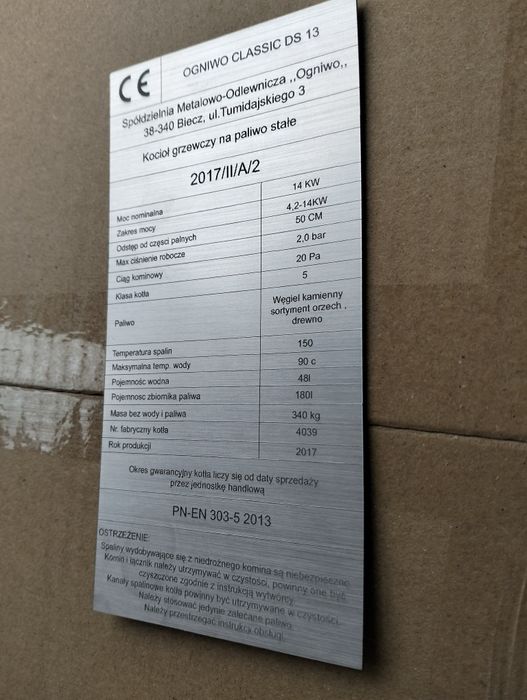 CE OGNIWO CLASSIC DS 13
Spółdzielnia Metalowo-Odlewnicza ,,Ogniwo,,
38-340 Biecz, ul.Tumidajskiego 3
Kocioł grzewczy na paliwo stałe
2017/II/A/2
Moc nominalna 14 KW
Zakres mocy 4,2-14KW
Odstęp od części palnych 50 CM
Max ciśnienie robocze 2,0 bar
Ciąg kominowy 20 Pa
Klasa kotła 5
Paliwo Węgiel kamienny
sortyment orzech ,
drewno
Temperatura spalin 150
Maksymalna temp. wody 90 c
Pojemność wodna 48l
Pojemnosc zbiornika paliwa 180l
Masa bez wody i paliwa 340 kg
Nr. fabryczny kotła 4039
Rok produkcji 2017
Okres gwarancyjny kotła liczy się od daty sprzedaży
przez jednostkę handlową
PN-EN 303-5 2013
OSTRZEŻENIE:
Spaliny wydobywające się z niedrożnego komina są niebezpieczne
Komin i łącznik należy utrzymywać w czystości, powinny one być
czyszczone zgodnie z instrukcją wytwórcy.
Kanały spalinowe kotła powinny być utrzymywane w czystości.
Należy stosować jedynie zalecane paliwo
Należy przestrzegać instrukcji obsługi.